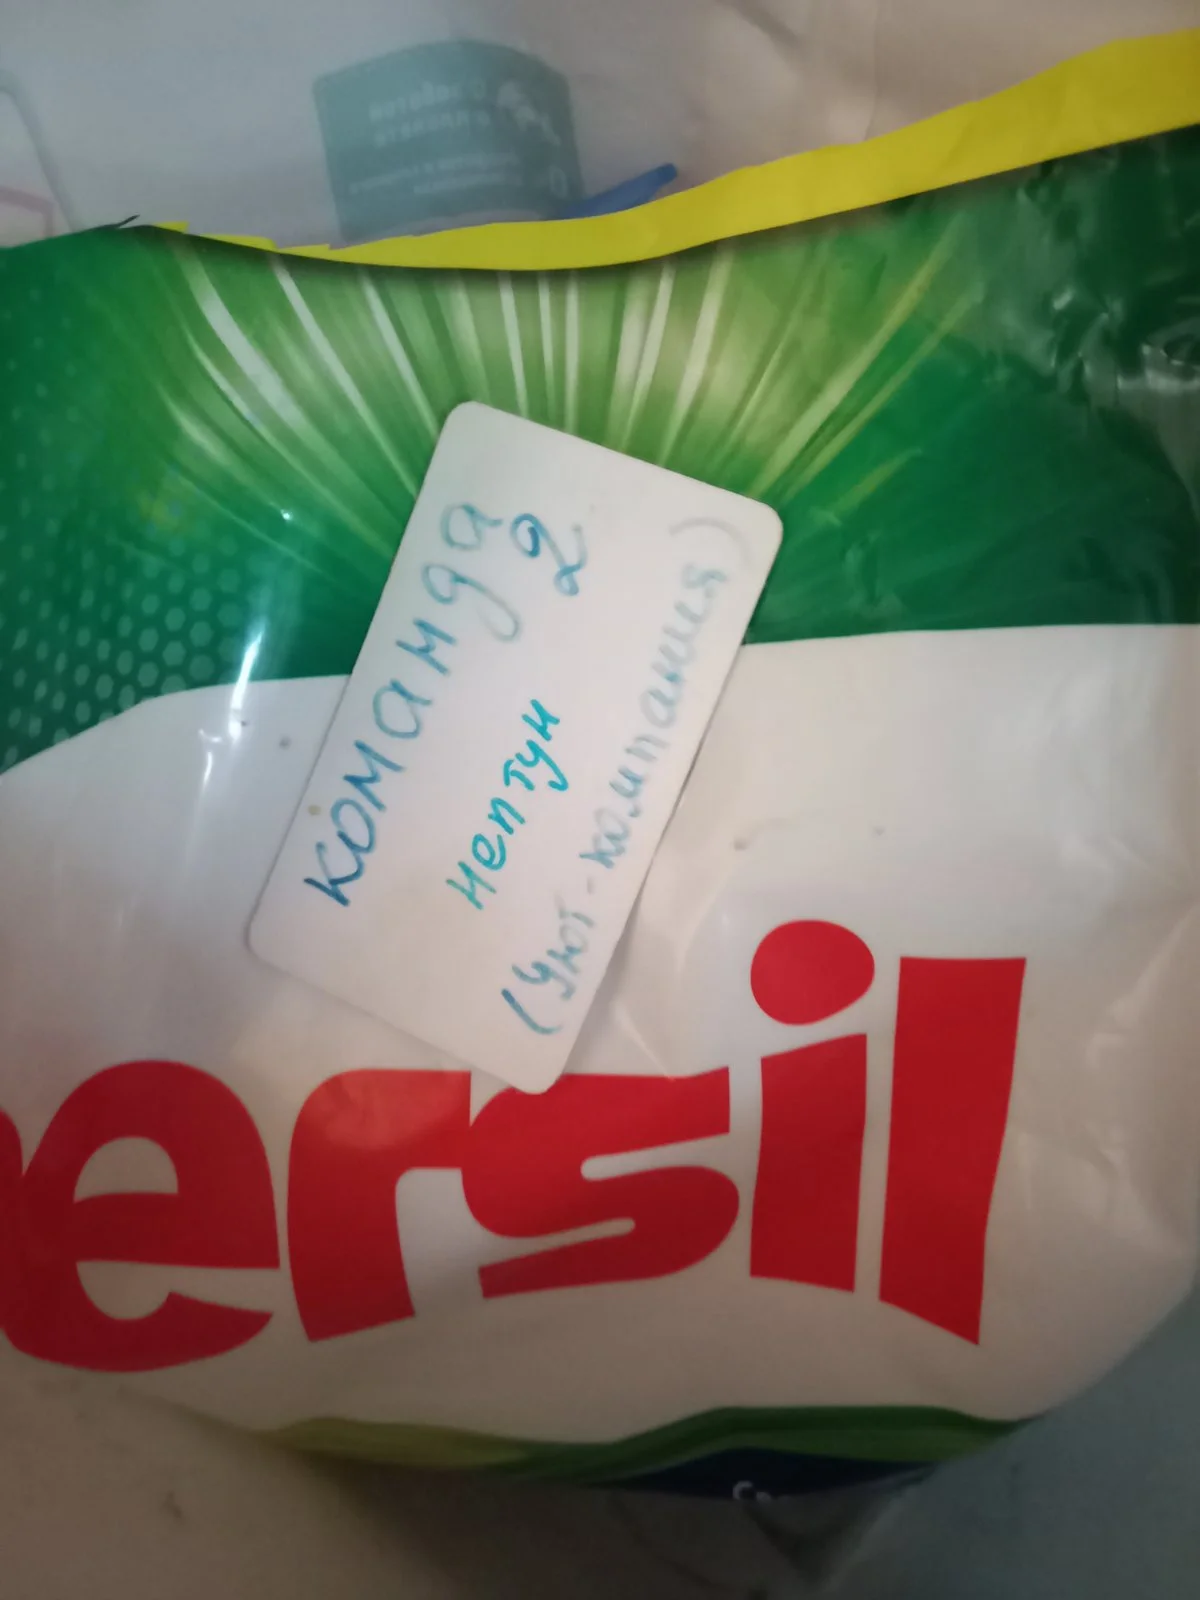 команда
2
нептун
(Уют-компания)
ersil